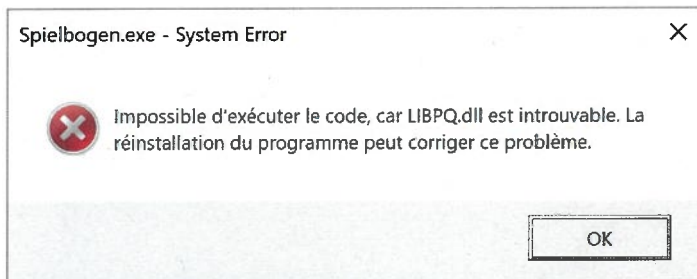 Spielbogen.exe - System Error
Impossible d'exécuter le code, car LIBPQ.dll est introuvable. La
réinstallation du programme peut corriger ce problème.
OK